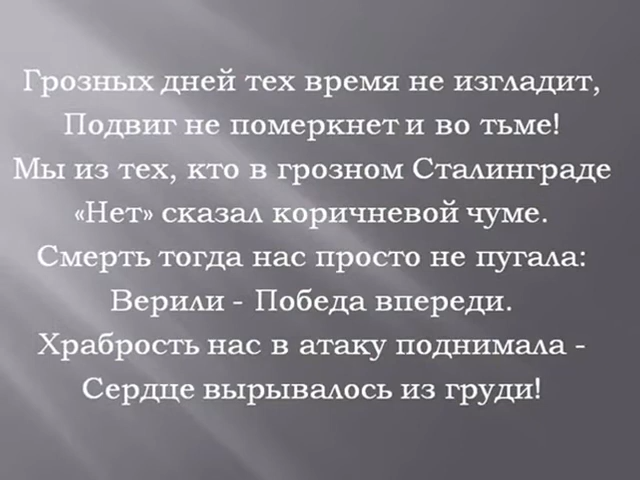 Грозных дней тех время не изгладит,
Подвиг не померкнет и во тьме!
Мы из тех, кто в грозном Сталинграде
«Нет» сказал коричневой чуме.
Смерть тогда нас просто не пугала:
Верили - Победа впереди.
Храбрость нас в атаку поднимала -
Сердце вырывалось из груди!